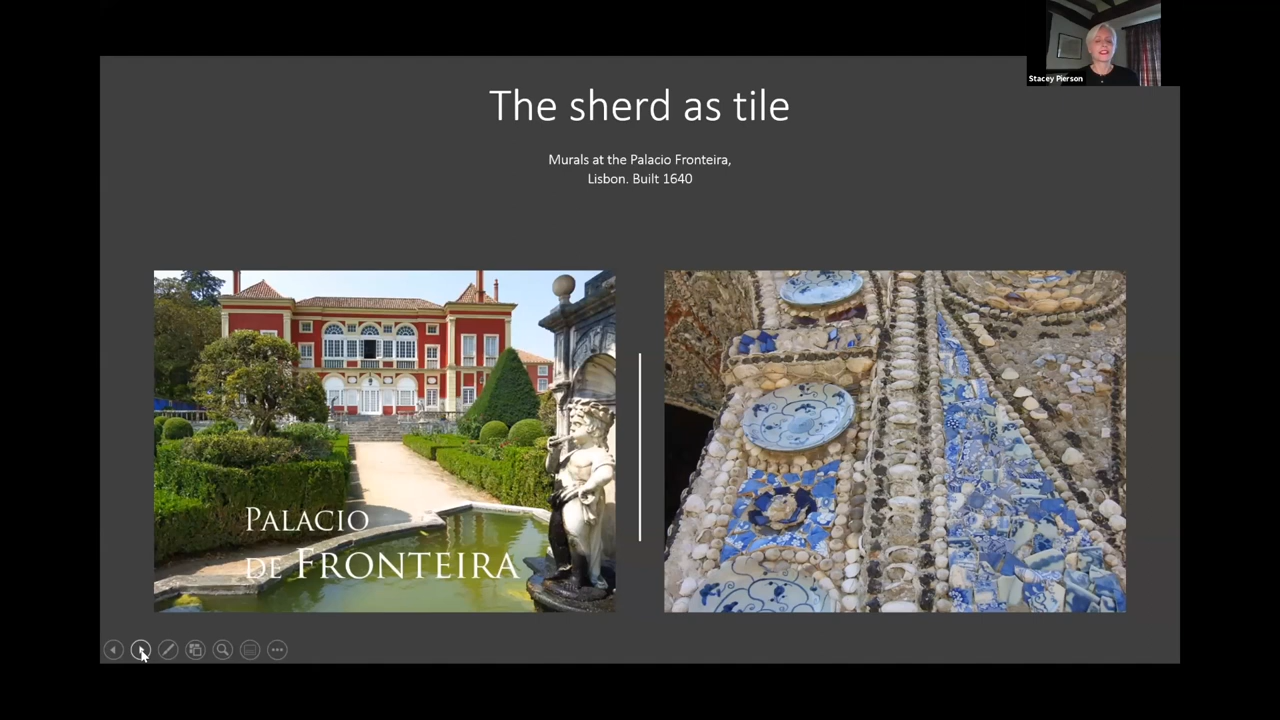 Stacey Pierson
The sherd as tile
Murals at the Palacio Fronteira,
Lisbon. Built 1640
PALACIO
DE FRONTEIRA